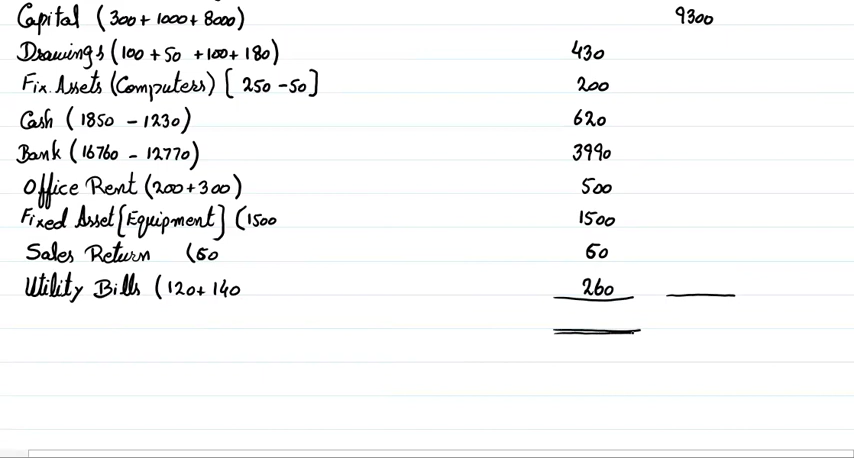 Capital (300+1000+8000) 9300
Drawings (100+50+100+180) 430
Fix. Assets (Computers) [250-50] 200
Cash (1850-1230) 620
Bank (16760-12770) 3990
Office Rent (200+300) 500
Fixed Asset [Equipment] (1500 1500
Sales Return (60 60
Utility Bills (120+140 260